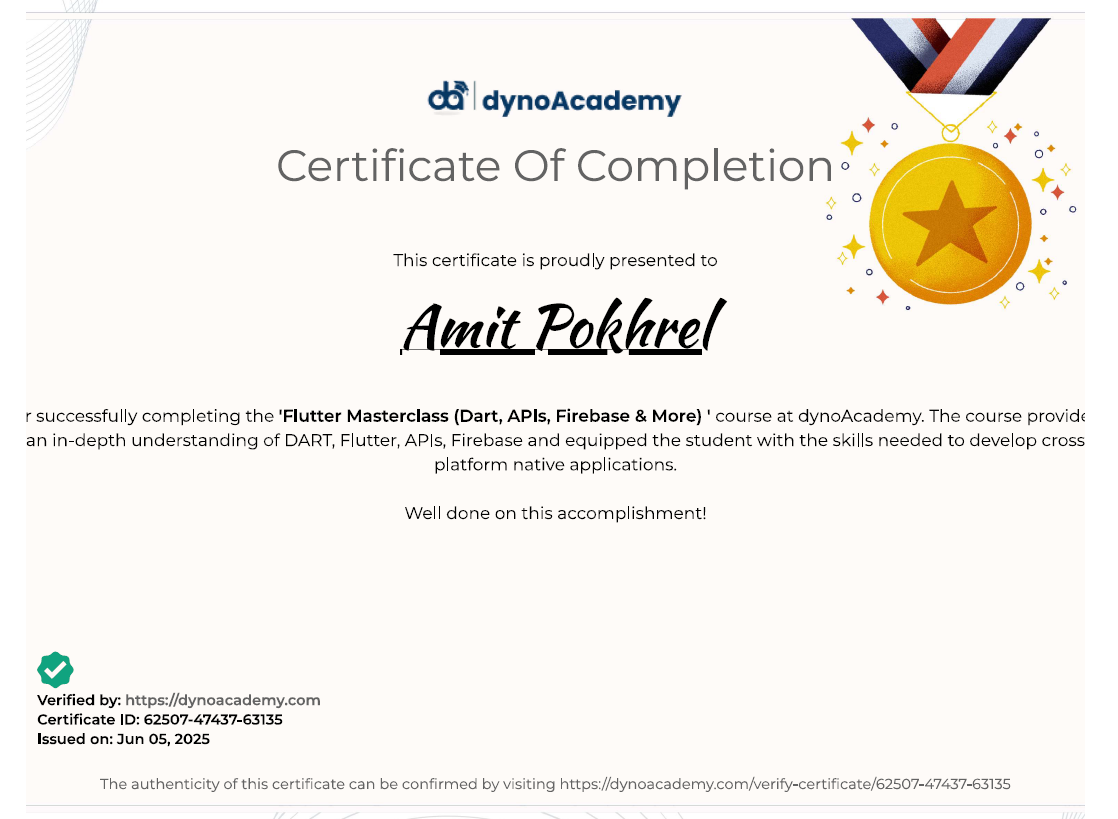 da | dynoAcademy
Certificate Of Completion
This certificate is proudly presented to
Amit Pokhrel
r successfully completing the 'Flutter Masterclass (Dart, APIs, Firebase & More) ' course at dynoAcademy. The course provide
an in-depth understanding of DART, Flutter, APIs, Firebase and equipped the student with the skills needed to develop cross
platform native applications.
Well done on this accomplishment!
Verified by: https://dynoacademy.com
Certificate ID: 62507-47437-63135
Issued on: Jun 05, 2025
The authenticity of this certificate can be confirmed by visiting https://dynoacademy.com/verify-certificate/62507-47437-63135